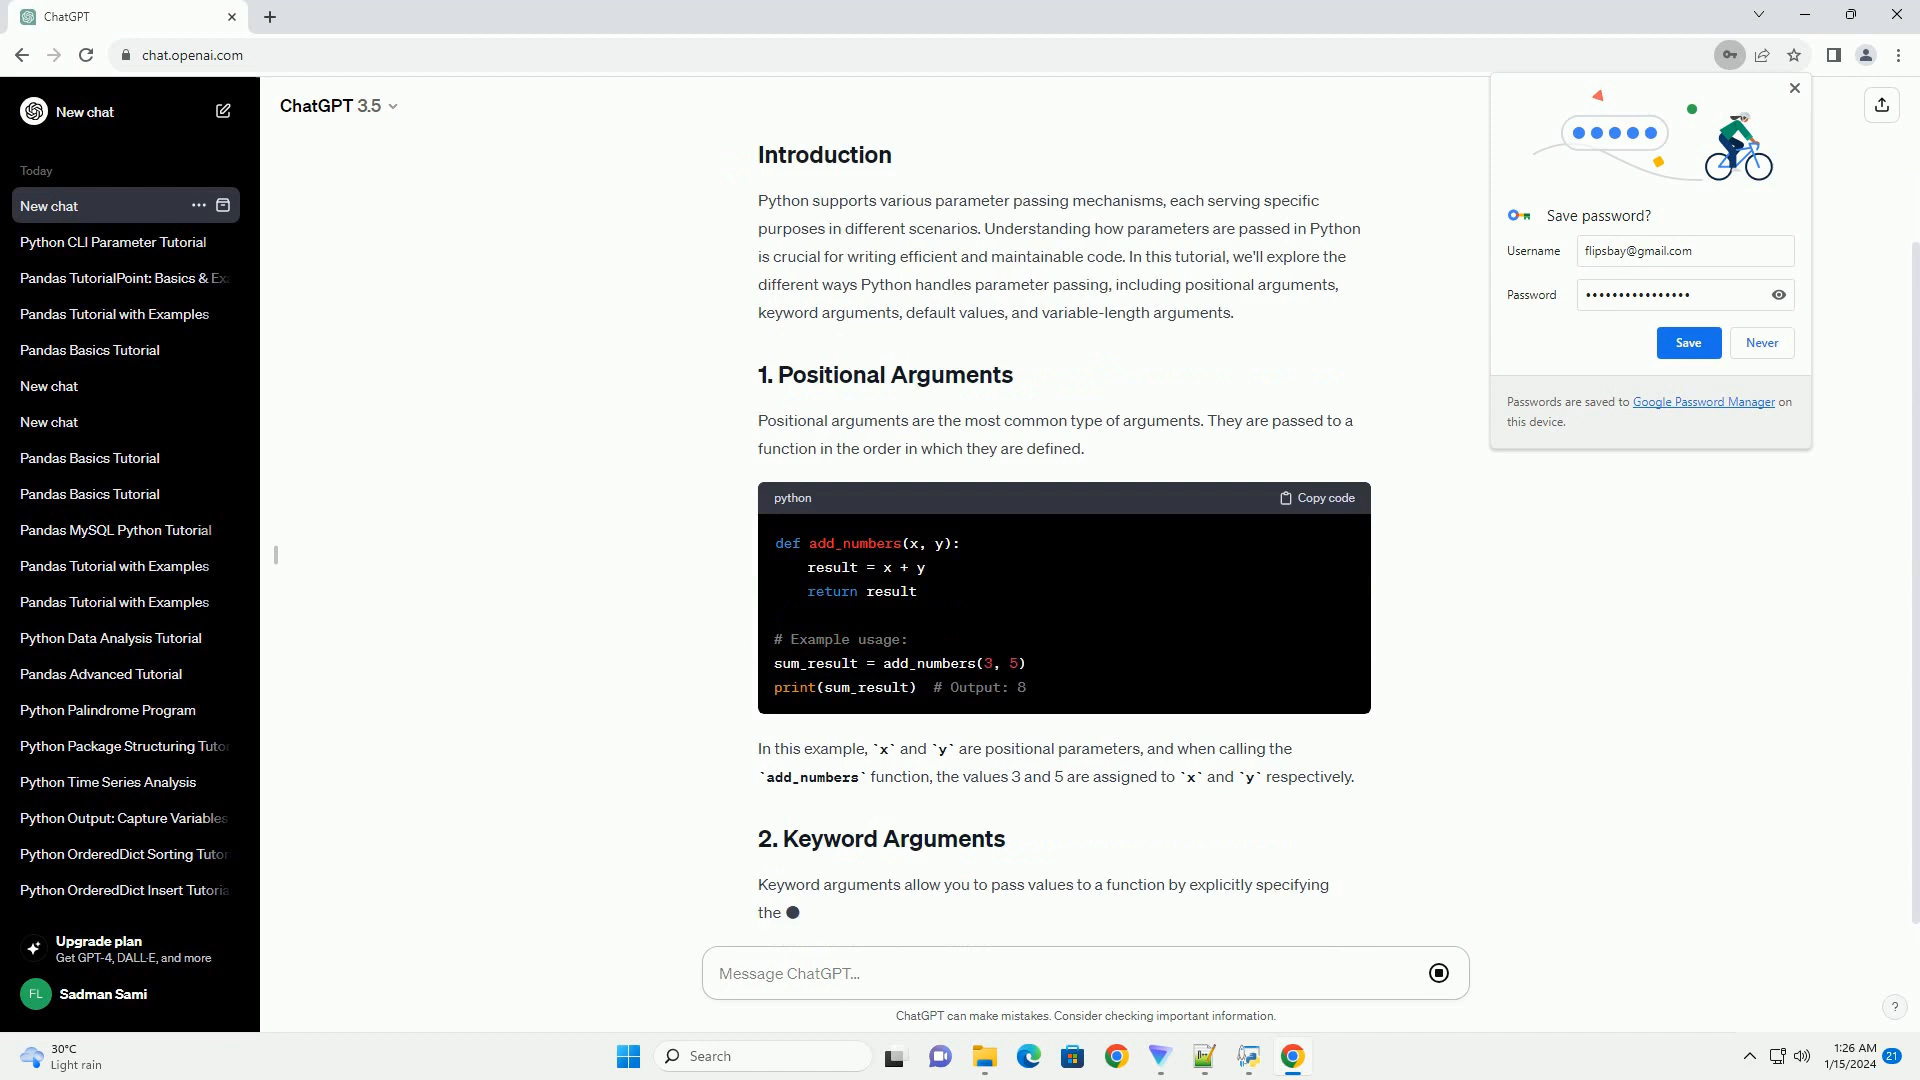 ChatGPT
chat.openai.com
New chat
Today
New chat
Python CLI Parameter Tutorial
Pandas TutorialPoint: Basics & Ex
Pandas Tutorial with Examples
Pandas Basics Tutorial
New chat
New chat
Pandas Basics Tutorial
Pandas Basics Tutorial
Pandas MySQL Python Tutorial
Pandas Tutorial with Examples
Pandas Tutorial with Examples
Python Data Analysis Tutorial
Pandas Advanced Tutorial
Python Palindrome Program
Python Package Structuring Tuto
Python Time Series Analysis
Python Output: Capture Variables
Python OrderedDict Sorting Tutor
Python OrderedDict Insert Tutoria
Upgrade plan
Get GPT-4, DALL·E, and more
FL Sadman Sami
ChatGPT 3.5
Introduction
Python supports various parameter passing mechanisms, each serving specific
purposes in different scenarios. Understanding how parameters are passed in Python
is crucial for writing efficient and maintainable code. In this tutorial, we'll explore the
different ways Python handles parameter passing, including positional arguments,
keyword arguments, default values, and variable-length arguments.
1. Positional Arguments
Positional arguments are the most common type of arguments. They are passed to a
function in the order in which they are defined.
python Copy code
def add_numbers(x, y):
    result = x + y
    return result
# Example usage:
sum_result = add_numbers(3, 5)
print(sum_result)  # Output: 8
In this example, `x` and `y` are positional parameters, and when calling the
`add_numbers` function, the values 3 and 5 are assigned to `x` and `y` respectively.
2. Keyword Arguments
Keyword arguments allow you to pass values to a function by explicitly specifying
the
Message ChatGPT...
ChatGPT can make mistakes. Consider checking important information.
Save password?
Username flipsbay@gmail.com
Password ••••••••••••••••
Save Never
Passwords are saved to Google Password Manager on
this device.
?
30°C
Light rain
Search
1:26 AM
1/15/2024
21